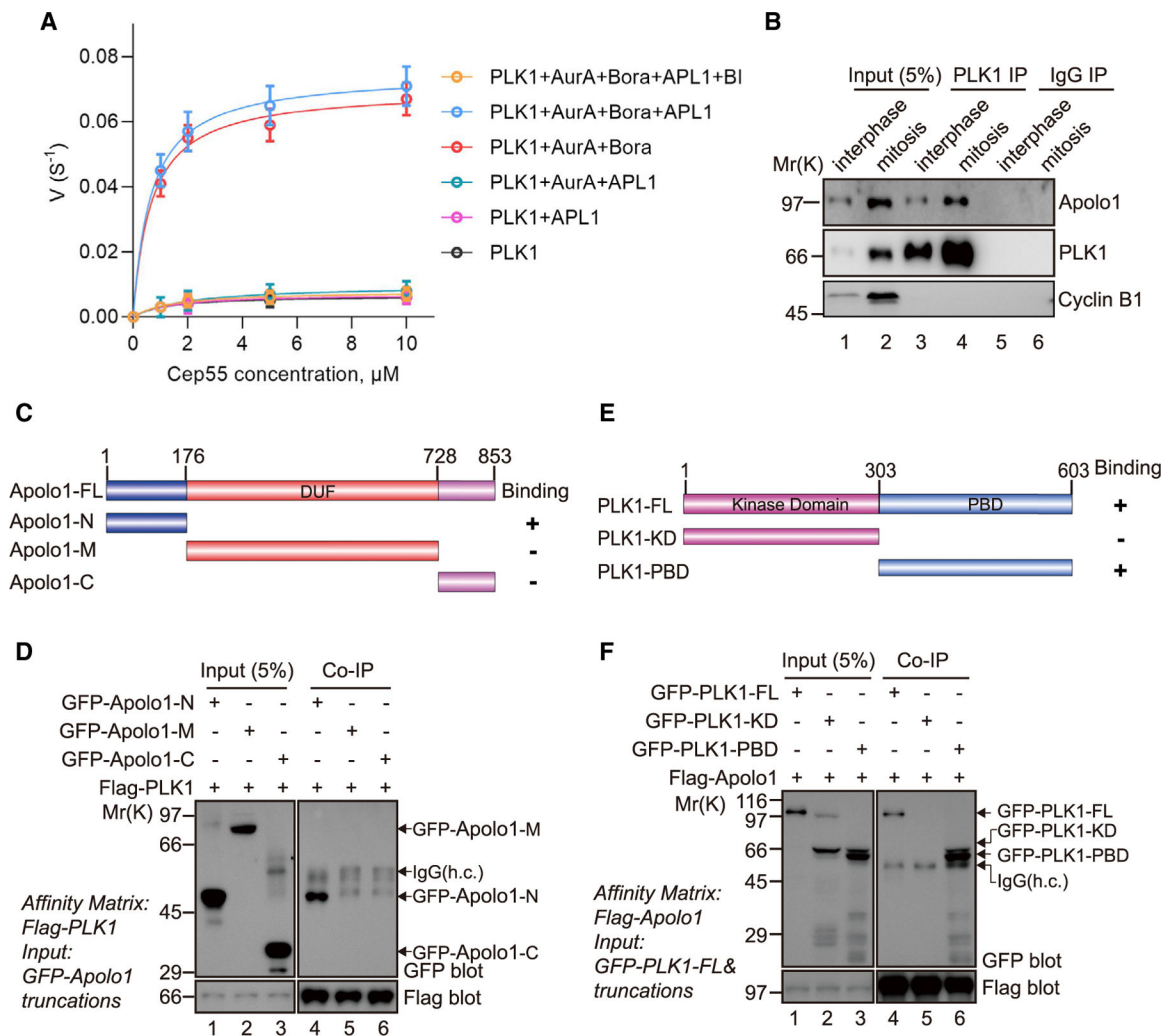 A
V (S⁻¹)
0.08
0.06
0.04
0.02
0.00
0 2 4 6 8 10
Cep55 concentration, µM
PLK1+AurA+Bora+APL1+BI
PLK1+AurA+Bora+APL1
PLK1+AurA+Bora
PLK1+AurA+APL1
PLK1+APL1
PLK1
B
Input (5%) PLK1 IP IgG IP
interphase mitosis interphase mitosis interphase mitosis
Mr(K)
97 Apolo1
66 PLK1
45 Cyclin B1
1 2 3 4 5 6
C
1 176 728 853
Apolo1-FL DUF Binding
Apolo1-N +
Apolo1-M -
Apolo1-C -
D
Input (5%) Co-IP
GFP-Apolo1-N + - - + - -
GFP-Apolo1-M - + - - + -
GFP-Apolo1-C - - + - - +
Flag-PLK1 + + + + + +
Mr(K)
97
66
45
29
66
GFP-Apolo1-M
IgG(h.c.)
GFP-Apolo1-N
GFP-Apolo1-C
GFP blot
Flag blot
Affinity Matrix:
Flag-PLK1
Input:
GFP-Apolo1
truncations
1 2 3 4 5 6
E
1 303 603 Binding
PLK1-FL Kinase Domain PBD +
PLK1-KD -
PLK1-PBD +
F
Input (5%) Co-IP
GFP-PLK1-FL + - - + - -
GFP-PLK1-KD - + - - + -
GFP-PLK1-PBD - - + - - +
Flag-Apolo1 + + + + + +
Mr(K)
116
97
66
45
29
97
GFP-PLK1-FL
GFP-PLK1-KD
GFP-PLK1-PBD
IgG(h.c.)
GFP blot
Flag blot
Affinity Matrix:
Flag-Apolo1
Input:
GFP-PLK1-FL&
truncations
1 2 3 4 5 6